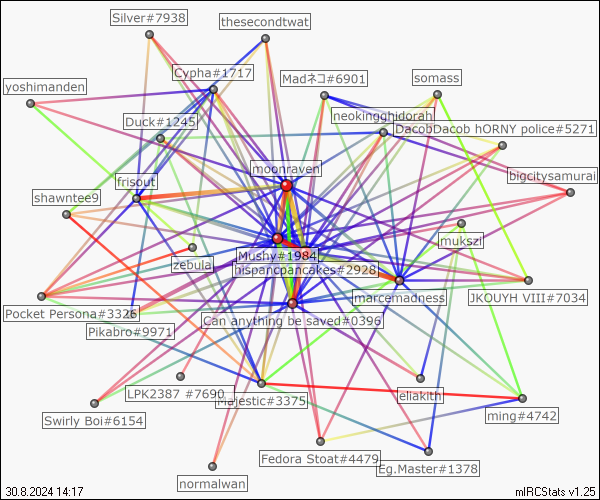 Silver#7938
thesecondtwat
Cypha#1717
Madネコ#6901
somass
yoshimanden
neokingghidorah
Duck#1245
DacobDacob hORNY police#5271
moonraven
bigcitysamurai
frisout
shawntee9
mukszi
Mushy#1984
zebula
hispancpancakes#2928
marcemadness
JKOUYH VIII#7034
Pocket Persona#3326
Can anything be saved#0396
Pikabro#9971
LPK2387 #7690
eliakith
Majestic#3375
ming#4742
Swirly Boi#6154
Fedora Stoat#4479
Eg.Master#1378
normalwan
30.8.2024 14:17
mIRCStats v1.25